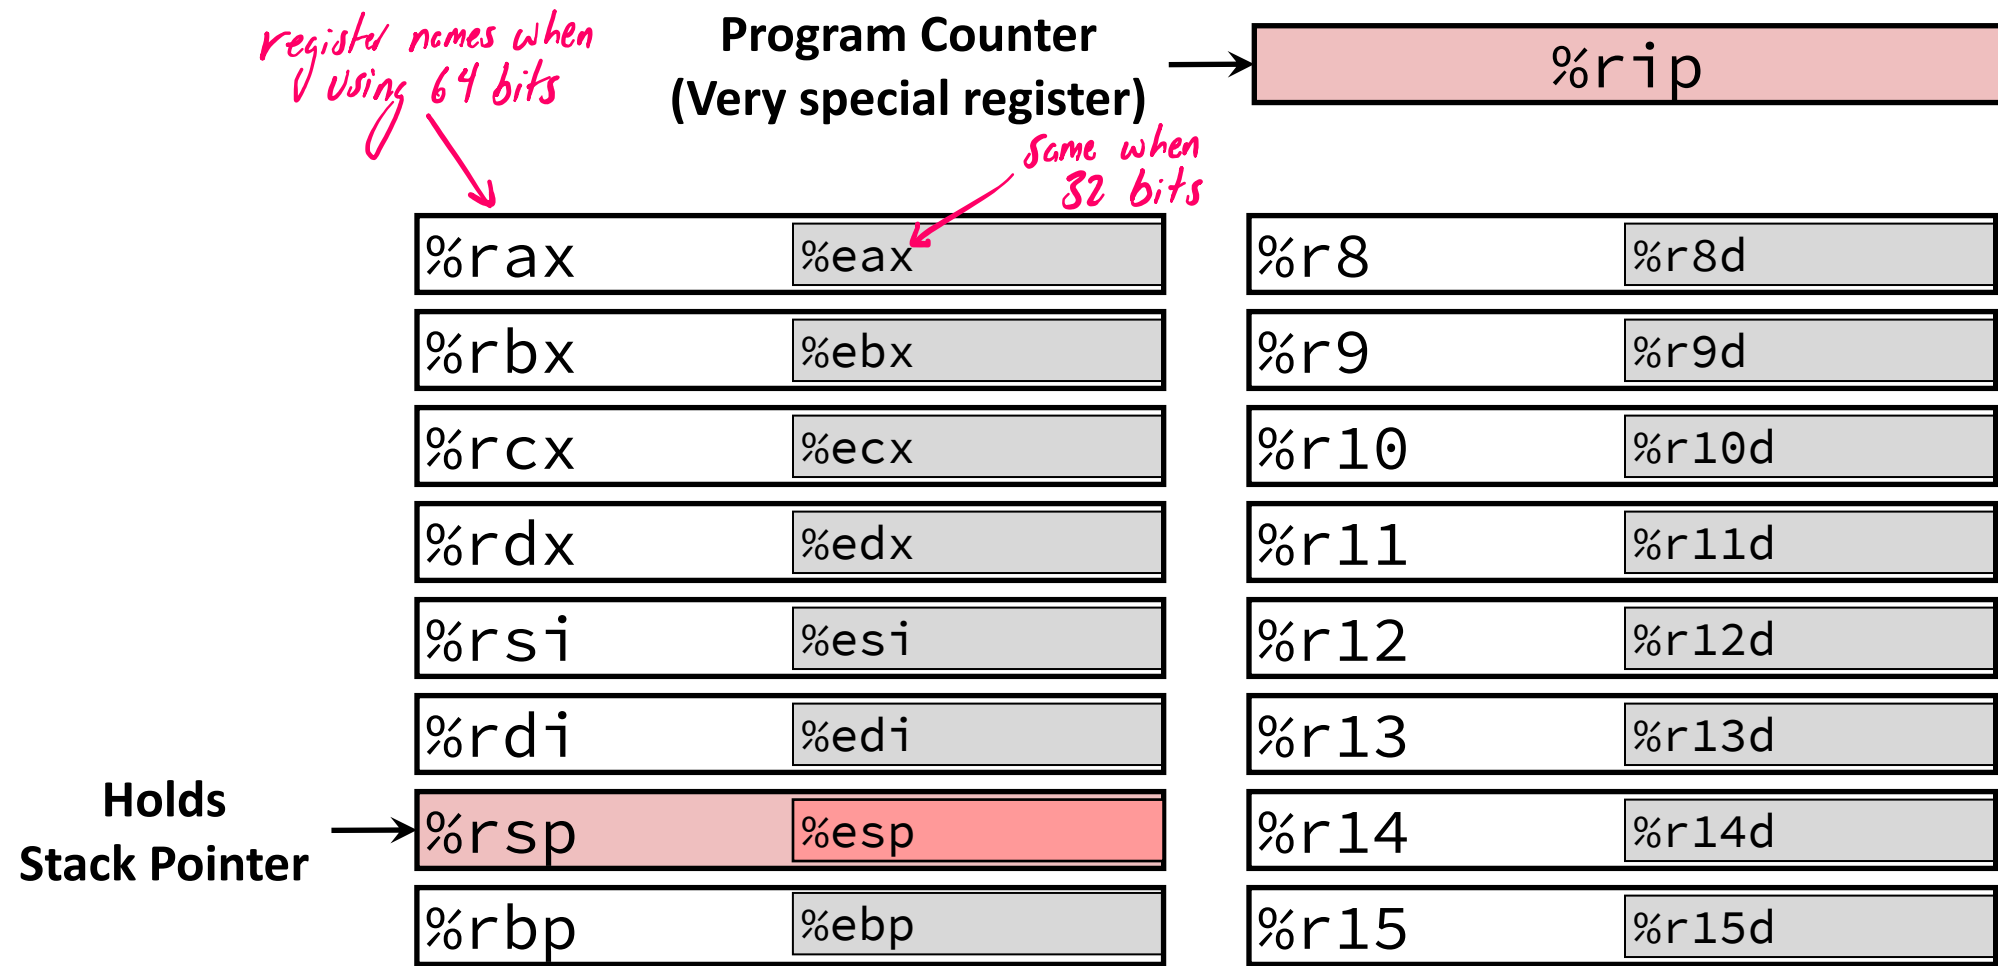 register names when
using 64 bits
Program Counter
(Very special register)
%rip
same when
32 bits
%rax %eax %r8 %r8d
%rbx %ebx %r9 %r9d
%rcx %ecx %r10 %r10d
%rdx %edx %r11 %r11d
%rsi %esi %r12 %r12d
%rdi %edi %r13 %r13d
Holds
Stack Pointer
%rsp %esp %r14 %r14d
%rbp %ebp %r15 %r15d